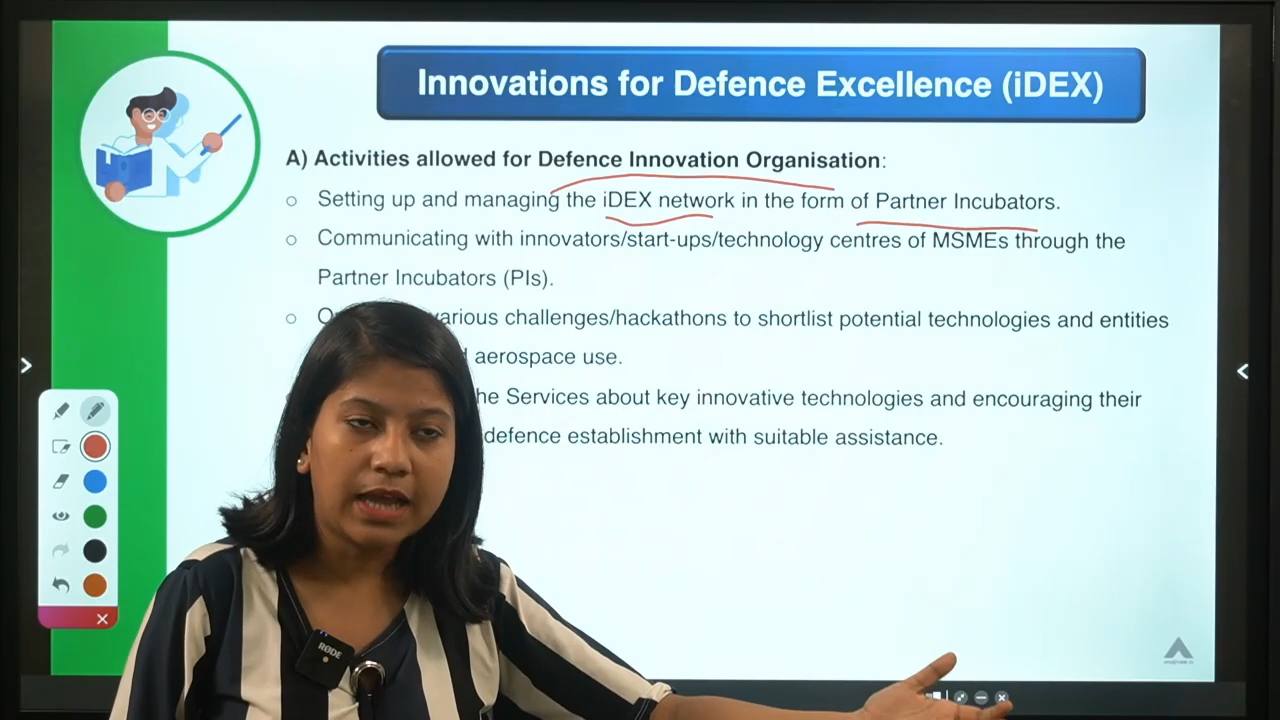 Innovations for Defence Excellence (iDEX)
A) Activities allowed for Defence Innovation Organisation:
Setting up and managing the iDEX network in the form of Partner Incubators.
Communicating with innovators/start-ups/technology centres of MSMEs through the
Partner Incubators (PIs).
various challenges/hackathons to shortlist potential technologies and entities
aerospace use.
the Services about key innovative technologies and encouraging their
defence establishment with suitable assistance.
RØDE